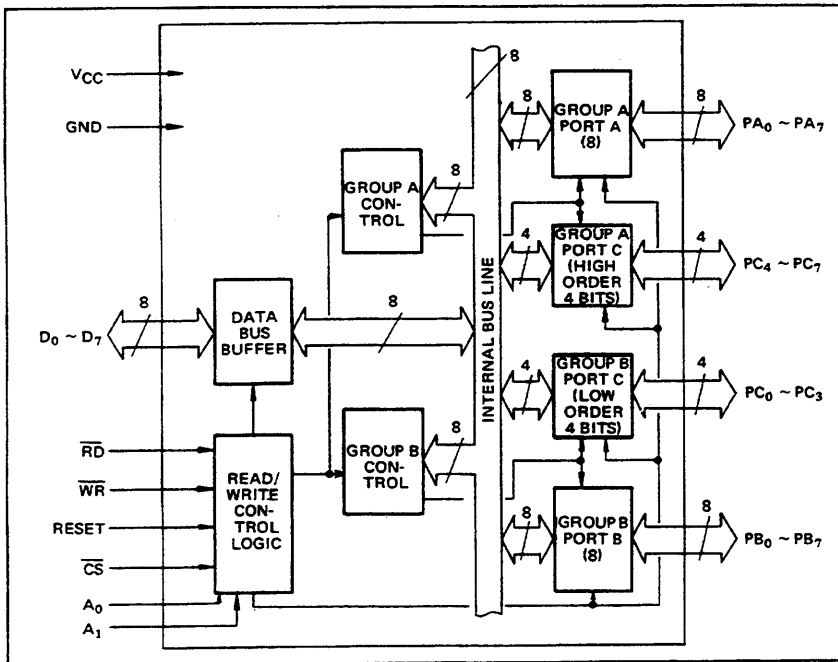 VCC
GND
8
8
GROUP A
PORT A
(8)
8
PA0 ~ PA7
GROUP A
CON-
TROL
8
4
GROUP A
PORT C
(HIGH
ORDER
4 BITS)
4
PC4 ~ PC7
D0 ~ D7
8
DATA
BUS
BUFFER
8
INTERNAL BUS LINE
4
GROUP B
PORT C
(LOW
ORDER
4 BITS)
4
PC0 ~ PC3
RD
WR
RESET
CS
A0
A1
READ/
WRITE
CON-
TROL
LOGIC
GROUP B
CON-
TROL
8
8
GROUP B
PORT B
(8)
8
PB0 ~ PB7